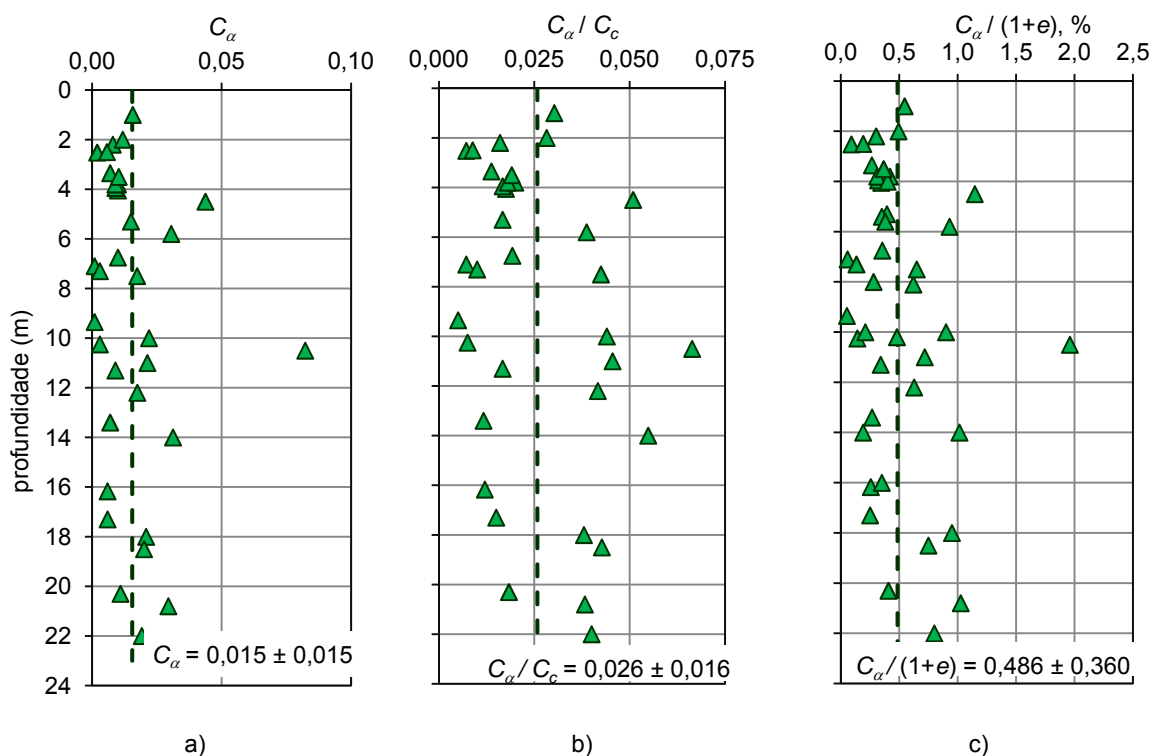 Cα
Cα / Cc
Cα / (1+e), %
0,00 0,05 0,10
0,000 0,025 0,050 0,075
0,0 0,5 1,0 1,5 2,0 2,5
profundidade (m)
0
2
4
6
8
10
12
14
16
18
20
22
24
Cα = 0,015 ± 0,015
Cα / Cc = 0,026 ± 0,016
Cα / (1+e) = 0,486 ± 0,360
a)
b)
c)